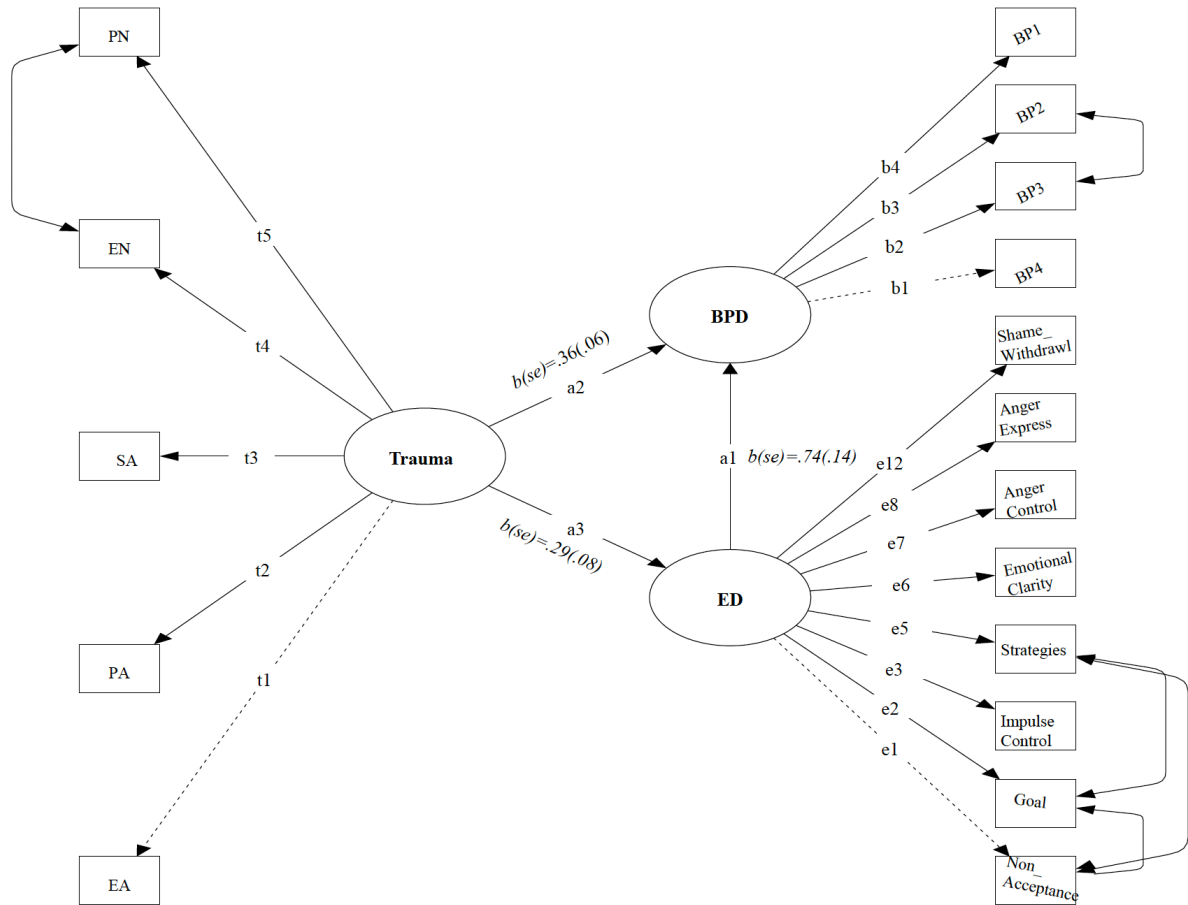 PN
EN
SA
PA
EA
t5
t4
t3
t2
t1
Trauma
b(se)=.36(.06)
a2
a3
b(se)=.29(.08)
BPD
a1
b(se)=.74(.14)
ED
b4
b3
b2
b1
e12
e8
e7
e6
e5
e3
e2
e1
BP1
BP2
BP3
BP4
Shame_
Withdrawl
Anger
Express
Anger
Control
Emotional
Clarity
Strategies
Impulse
Control
Goal
Non_
Acceptance